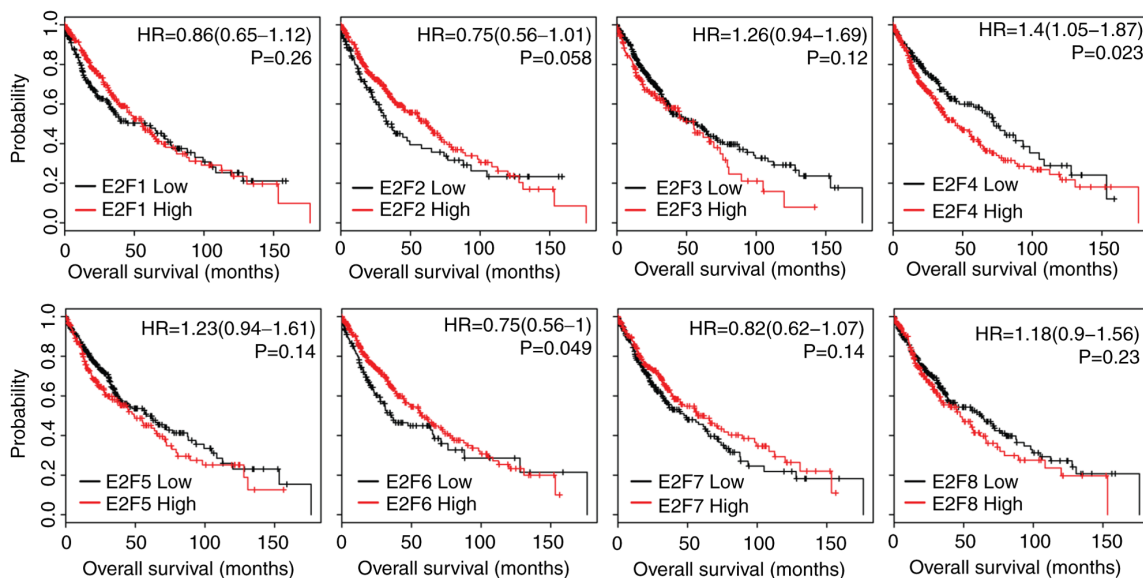 HR=0.86(0.65−1.12)
P=0.26
Probability
0.0 0.2 0.4 0.6 0.8 1.0
E2F1 Low
E2F1 High
0 50 100 150
Overall survival (months)
HR=0.75(0.56−1.01)
P=0.058
E2F2 Low
E2F2 High
0 50 100 150
Overall survival (months)
HR=1.26(0.94−1.69)
P=0.12
E2F3 Low
E2F3 High
0 50 100 150
Overall survival (months)
HR=1.4(1.05−1.87)
P=0.023
E2F4 Low
E2F4 High
0 50 100 150
Overall survival (months)
HR=1.23(0.94−1.61)
P=0.14
Probability
0.0 0.2 0.4 0.6 0.8 1.0
E2F5 Low
E2F5 High
0 50 100 150
Overall survival (months)
HR=0.75(0.56−1)
P=0.049
E2F6 Low
E2F6 High
0 50 100 150
Overall survival (months)
HR=0.82(0.62−1.07)
P=0.14
E2F7 Low
E2F7 High
0 50 100 150
Overall survival (months)
HR=1.18(0.9−1.56)
P=0.23
E2F8 Low
E2F8 High
0 50 100 150
Overall survival (months)